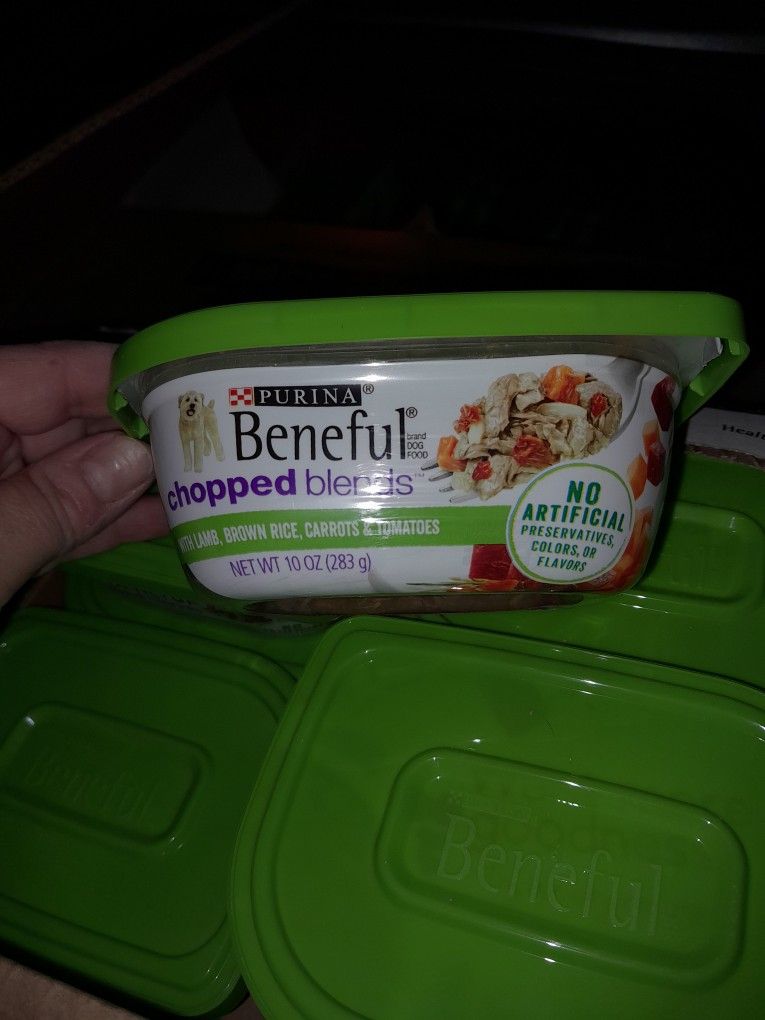 PURINA®
Beneful®
brand
DOG
FOOD
chopped blends™
WITH LAMB, BROWN RICE, CARROTS & TOMATOES
NET WT 10 OZ (283 g)
NO
ARTIFICIAL
PRESERVATIVES,
COLORS, OR
FLAVORS
Beneful
Beneful